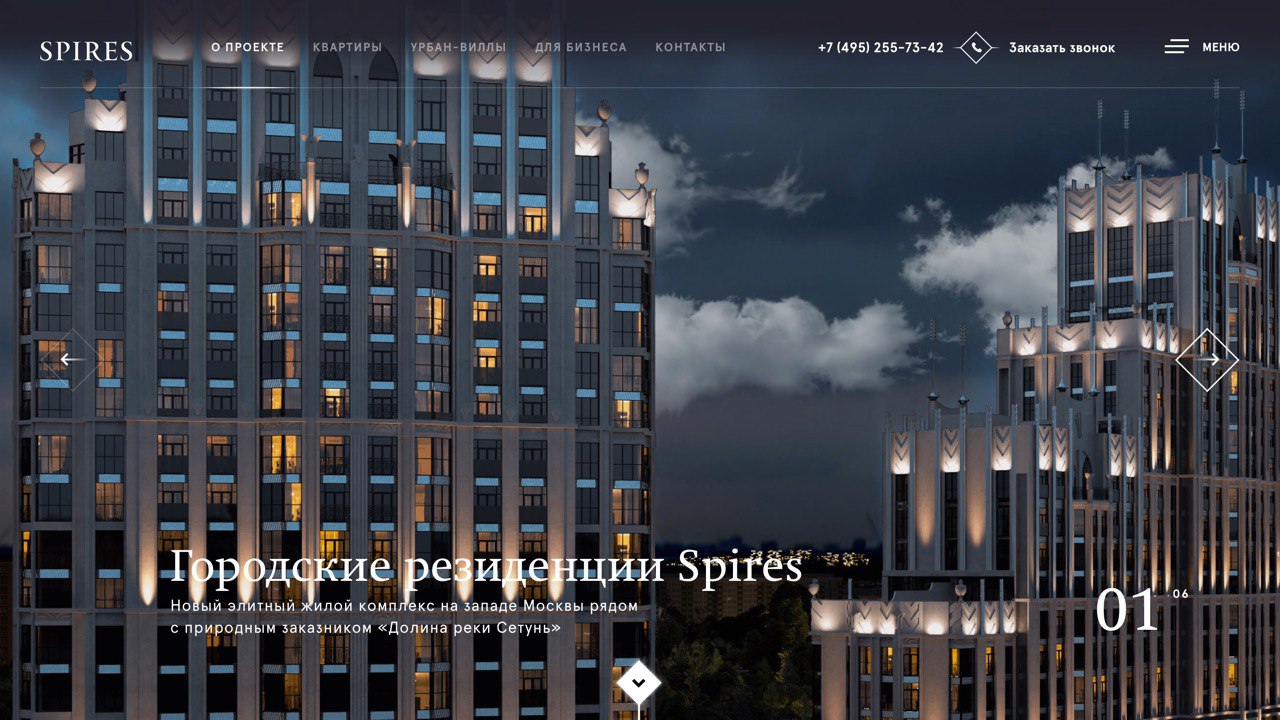 SPIRES
О ПРОЕКТЕ
КВАРТИРЫ
УРБАН-ВИЛЛЫ
ДЛЯ БИЗНЕСА
КОНТАКТЫ
+7 (495) 255-73-42
Заказать звонок
МЕНЮ
Городские резиденции Spires
Новый элитный жилой комплекс на западе Москвы рядом
с природным заказником «Долина реки Сетунь»
01
06